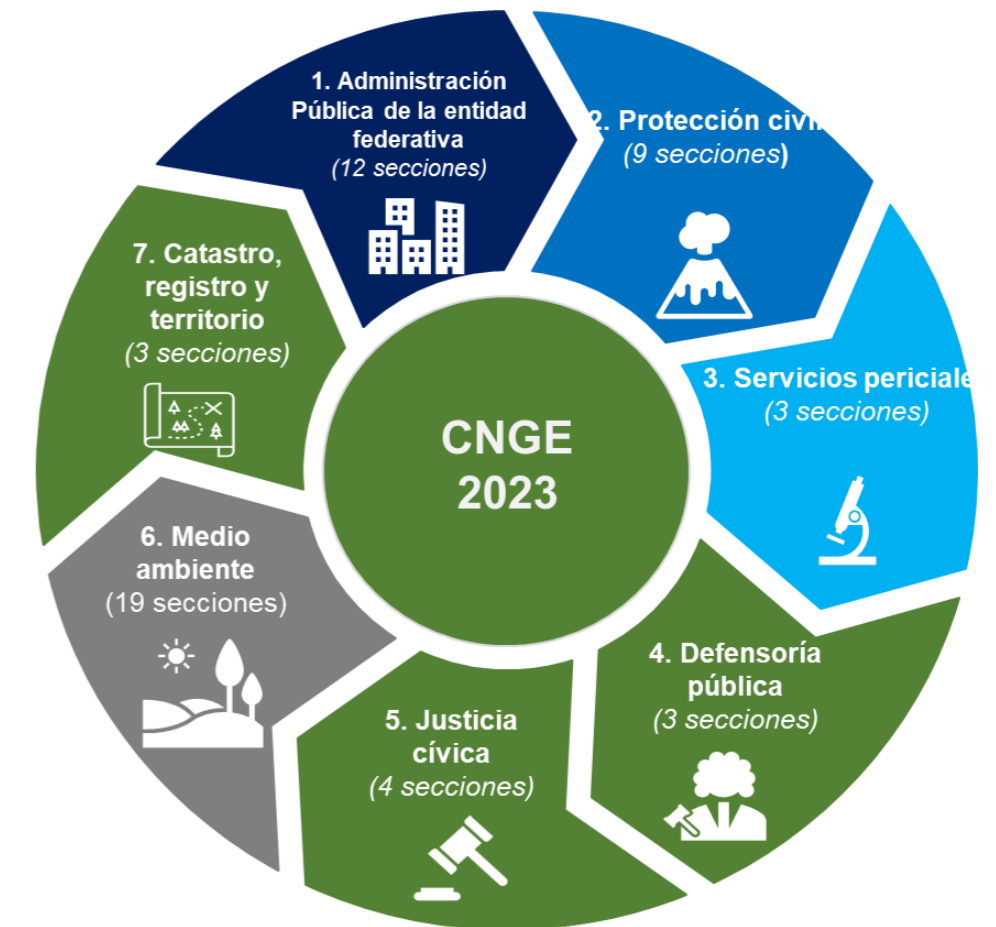 1. Administración
Pública de la entidad
federativa
(12 secciones)
2. Protección civil
(9 secciones)
3. Servicios periciale
(3 secciones)
4. Defensoría
pública
(3 secciones)
5. Justicia
cívica
(4 secciones)
6. Medio
ambiente
(19 secciones)
7. Catastro,
registro y
territorio
(3 secciones)
CNGE
2023